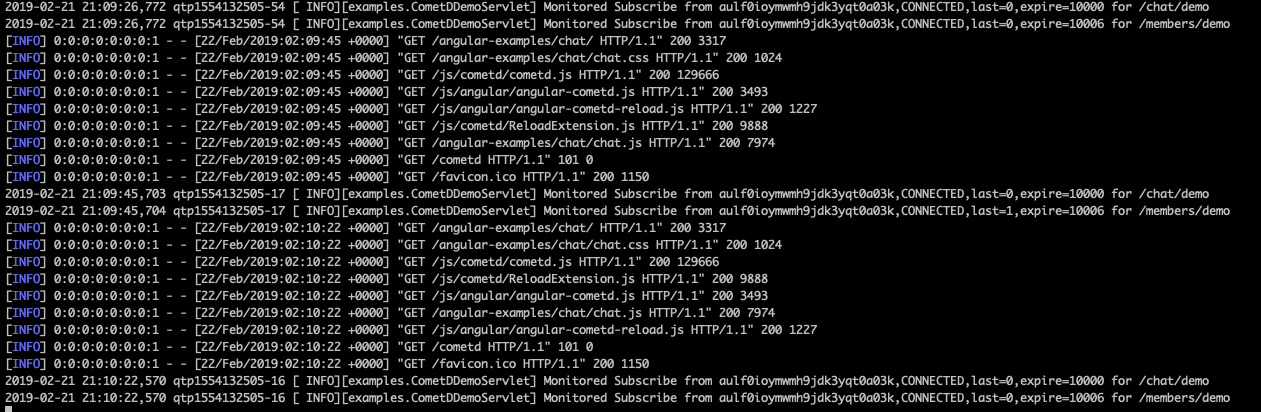 2019-02-21 21:09:26,772 qtp1554132505-54 [ INFO][examples.CometDDemoServlet] Monitored Subscribe from aulf0ioymwmh9jdk3yqt0a03k,CONNECTED,last=0,expire=10000 for /chat/demo
2019-02-21 21:09:26,772 qtp1554132505-54 [ INFO][examples.CometDDemoServlet] Monitored Subscribe from aulf0ioymwmh9jdk3yqt0a03k,CONNECTED,last=0,expire=10000 for /members/demo
[INFO] 0:0:0:0:0:0:0:1 - - [22/Feb/2019:02:09:45 +0000] "GET /angular-examples/chat/ HTTP/1.1" 200 3317
[INFO] 0:0:0:0:0:0:0:1 - - [22/Feb/2019:02:09:45 +0000] "GET /angular-examples/chat/chat.css HTTP/1.1" 200 1024
[INFO] 0:0:0:0:0:0:0:1 - - [22/Feb/2019:02:09:45 +0000] "GET /js/cometd/cometd.js HTTP/1.1" 200 129666
[INFO] 0:0:0:0:0:0:0:1 - - [22/Feb/2019:02:09:45 +0000] "GET /js/angular/angular-cometd.js HTTP/1.1" 200 3493
[INFO] 0:0:0:0:0:0:0:1 - - [22/Feb/2019:02:09:45 +0000] "GET /js/angular/angular-cometd-reload.js HTTP/1.1" 200 1227
[INFO] 0:0:0:0:0:0:0:1 - - [22/Feb/2019:02:09:45 +0000] "GET /js/cometd/ReloadExtension.js HTTP/1.1" 200 9888
[INFO] 0:0:0:0:0:0:0:1 - - [22/Feb/2019:02:09:45 +0000] "GET /angular-examples/chat/chat.js HTTP/1.1" 200 7974
[INFO] 0:0:0:0:0:0:0:1 - - [22/Feb/2019:02:09:45 +0000] "GET /cometd HTTP/1.1" 101 0
[INFO] 0:0:0:0:0:0:0:1 - - [22/Feb/2019:02:09:45 +0000] "GET /favicon.ico HTTP/1.1" 200 1150
2019-02-21 21:09:45,703 qtp1554132505-17 [ INFO][examples.CometDDemoServlet] Monitored Subscribe from aulf0ioymwmh9jdk3yqt0a03k,CONNECTED,last=0,expire=10000 for /chat/demo
2019-02-21 21:09:45,704 qtp1554132505-17 [ INFO][examples.CometDDemoServlet] Monitored Subscribe from aulf0ioymwmh9jdk3yqt0a03k,CONNECTED,last=1,expire=10006 for /members/demo
[INFO] 0:0:0:0:0:0:0:1 - - [22/Feb/2019:02:10:22 +0000] "GET /angular-examples/chat/ HTTP/1.1" 200 3317
[INFO] 0:0:0:0:0:0:0:1 - - [22/Feb/2019:02:10:22 +0000] "GET /angular-examples/chat/chat.css HTTP/1.1" 200 1024
[INFO] 0:0:0:0:0:0:0:1 - - [22/Feb/2019:02:10:22 +0000] "GET /js/cometd/cometd.js HTTP/1.1" 200 129666
[INFO] 0:0:0:0:0:0:0:1 - - [22/Feb/2019:02:10:22 +0000] "GET /js/cometd/ReloadExtension.js HTTP/1.1" 200 9888
[INFO] 0:0:0:0:0:0:0:1 - - [22/Feb/2019:02:10:22 +0000] "GET /js/angular/angular-cometd.js HTTP/1.1" 200 3493
[INFO] 0:0:0:0:0:0:0:1 - - [22/Feb/2019:02:10:22 +0000] "GET /angular-examples/chat/chat.js HTTP/1.1" 200 7974
[INFO] 0:0:0:0:0:0:0:1 - - [22/Feb/2019:02:10:22 +0000] "GET /js/angular/angular-cometd-reload.js HTTP/1.1" 200 1227
[INFO] 0:0:0:0:0:0:0:1 - - [22/Feb/2019:02:10:22 +0000] "GET /cometd HTTP/1.1" 101 0
[INFO] 0:0:0:0:0:0:0:1 - - [22/Feb/2019:02:10:22 +0000] "GET /favicon.ico HTTP/1.1" 200 1150
2019-02-21 21:10:22,570 qtp1554132505-16 [ INFO][examples.CometDDemoServlet] Monitored Subscribe from aulf0ioymwmh9jdk3yqt0a03k,CONNECTED,last=0,expire=10000 for /chat/demo
2019-02-21 21:10:22,570 qtp1554132505-16 [ INFO][examples.CometDDemoServlet] Monitored Subscribe from aulf0ioymwmh9jdk3yqt0a03k,CONNECTED,last=0,expire=10006 for /members/demo